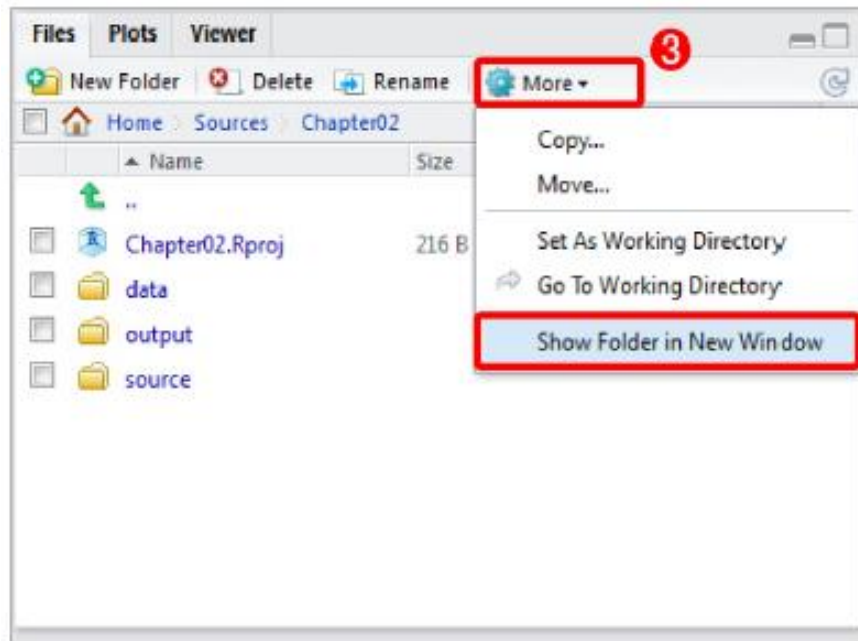 Files Plots Viewer
3
New Folder Delete Rename More
Home Sources Chapter02
Name Size
..
Chapter02.Rproj 216 B
data
output
source
Copy...
Move...
Set As Working Directory
Go To Working Directory
Show Folder in New Window